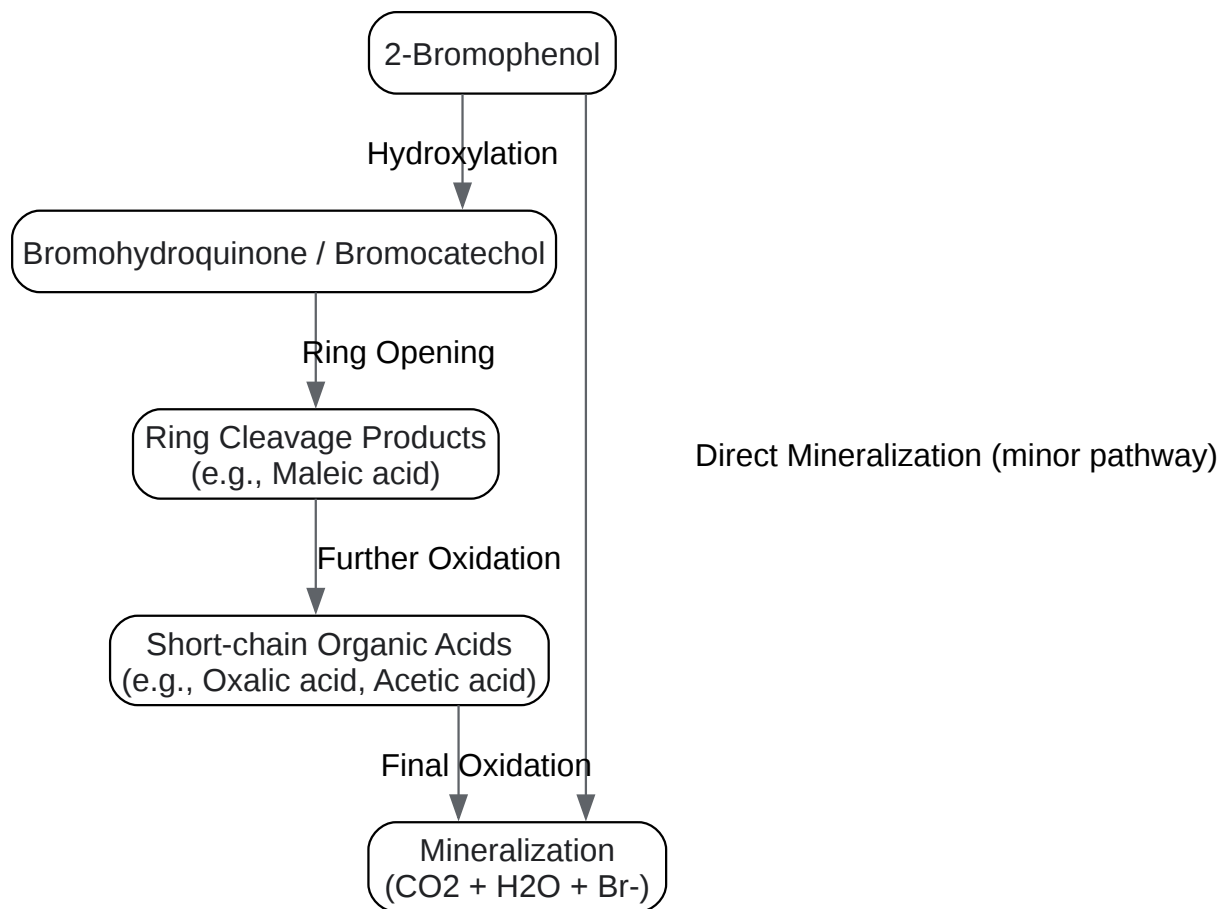 2-Bromophenol
Hydroxylation
Bromohydroquinone / Bromocatechol
Ring Opening
Ring Cleavage Products
(e.g., Maleic acid)
Direct Mineralization (minor pathway)
Further Oxidation
Short-chain Organic Acids
(e.g., Oxalic acid, Acetic acid)
Final Oxidation
Mineralization
(CO2 + H2O + Br-)